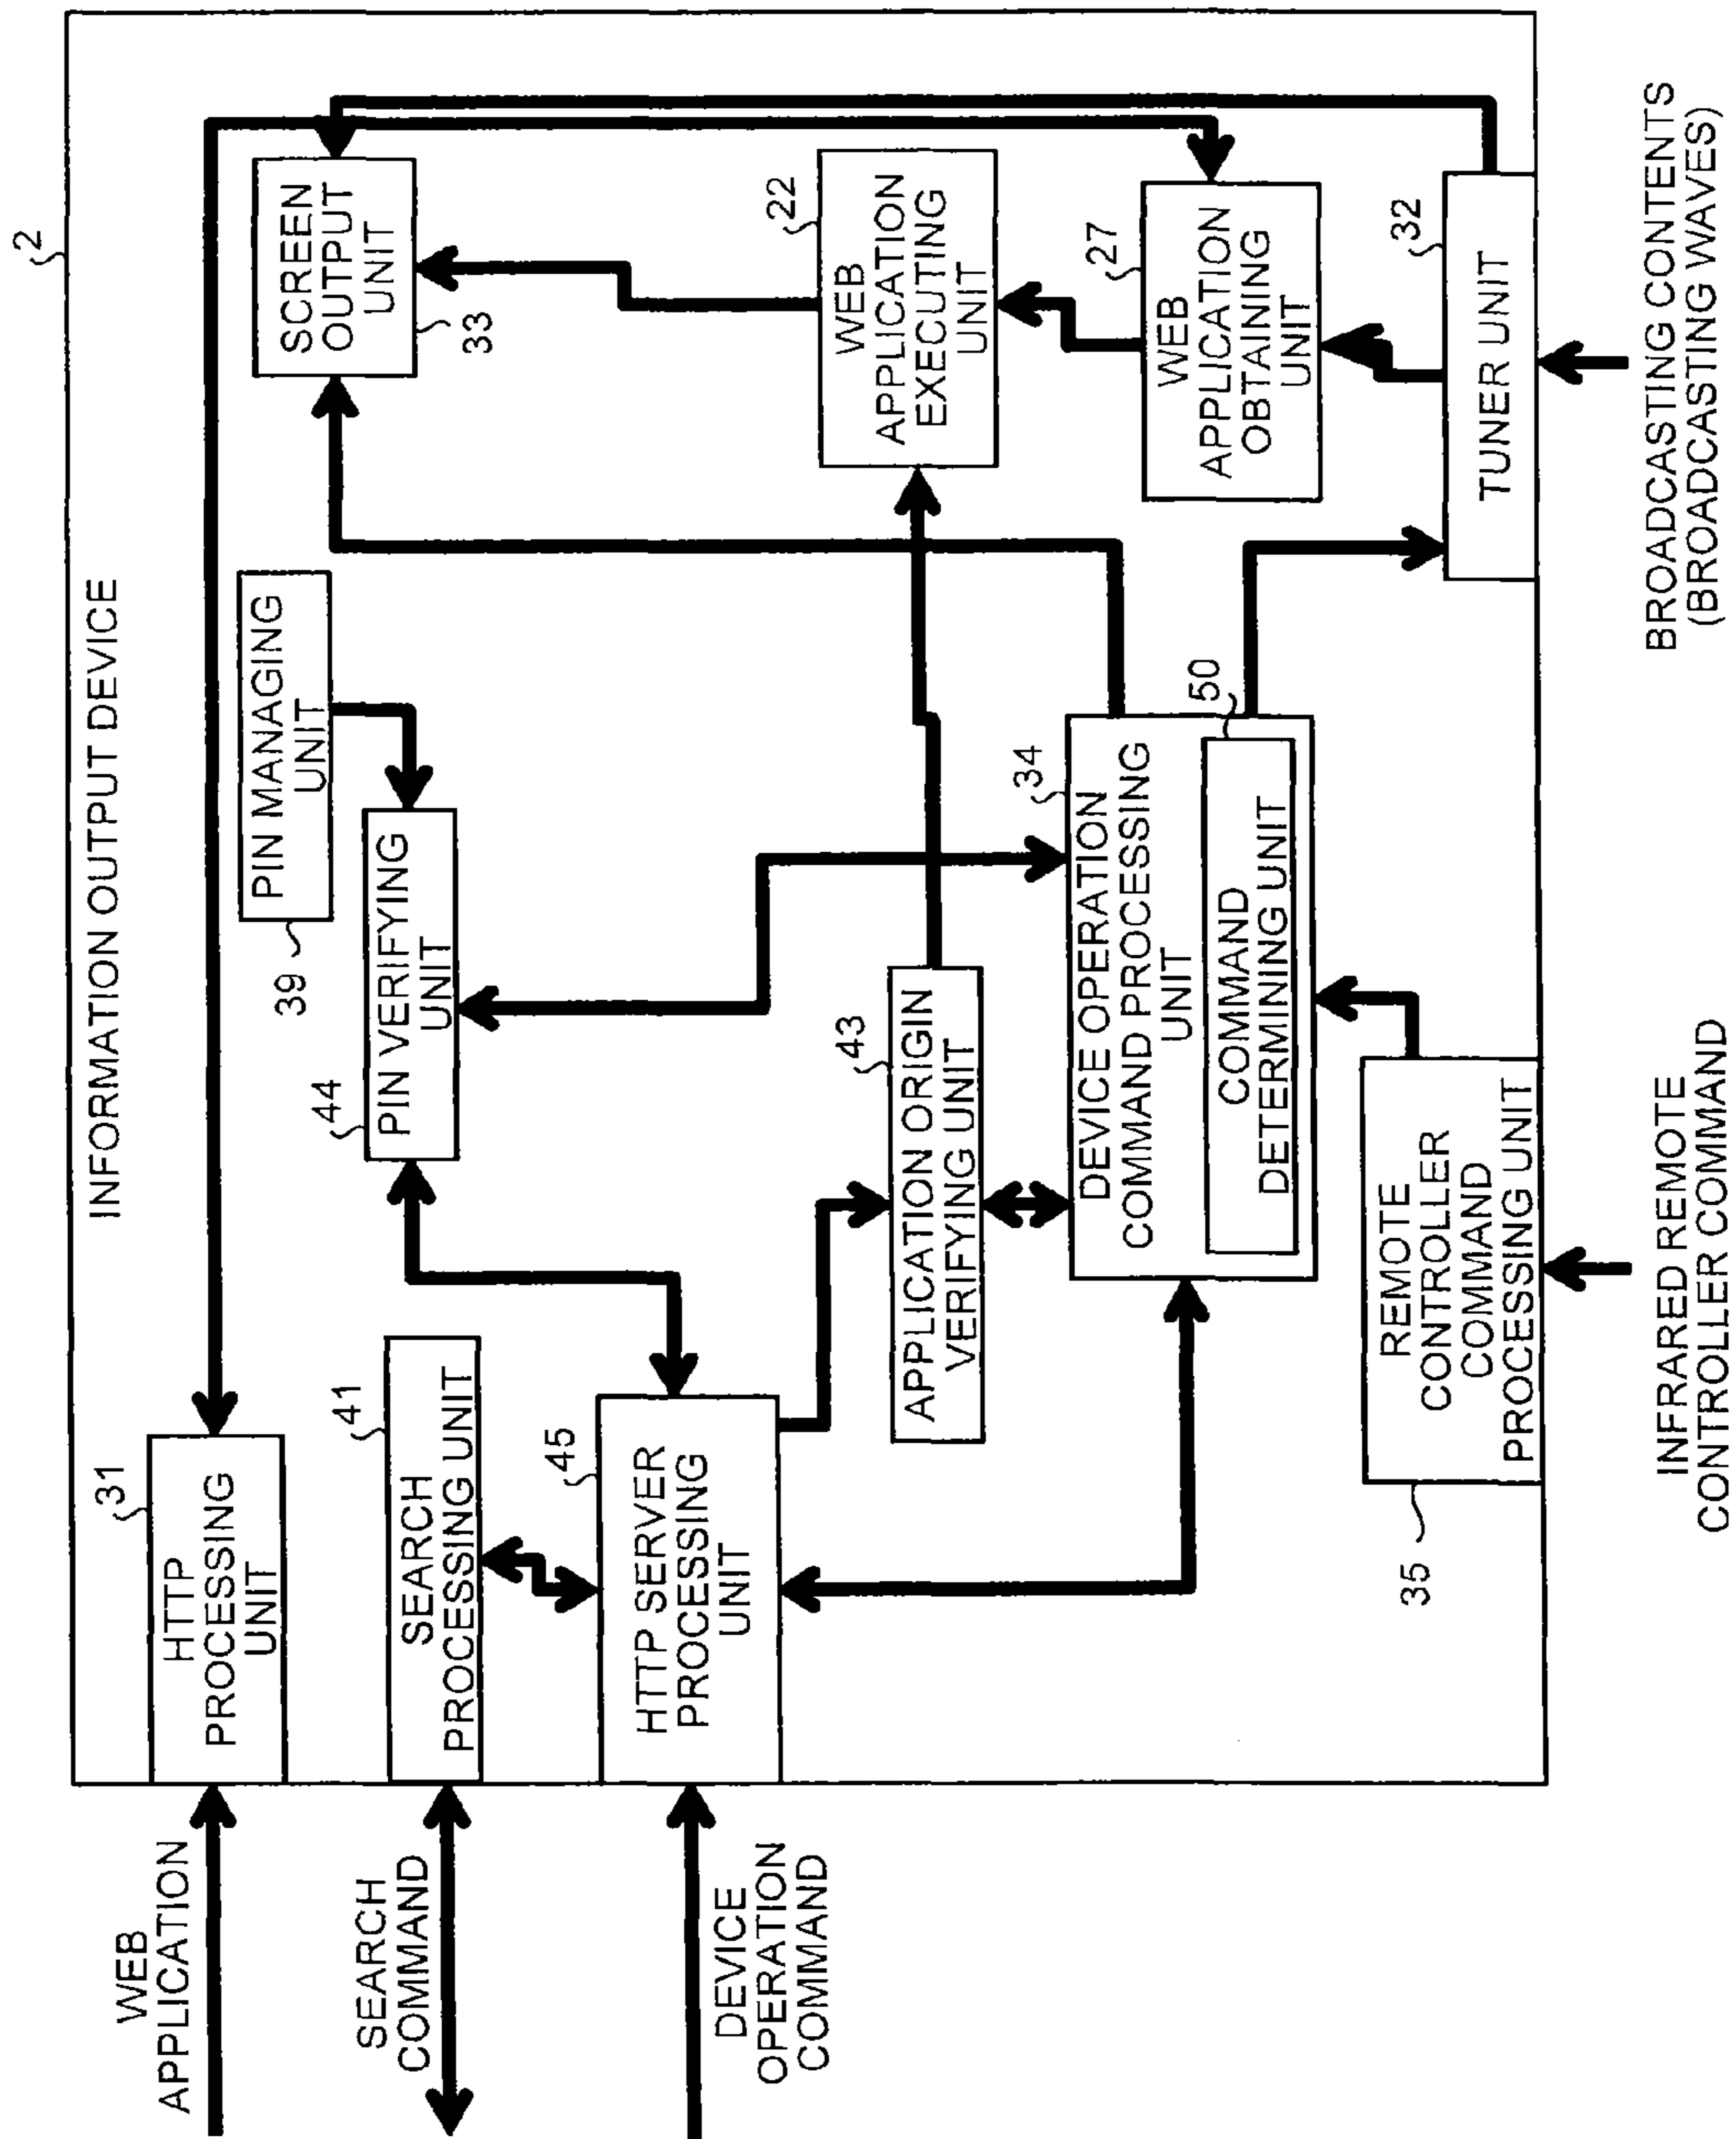 2
INFORMATION OUTPUT DEVICE
WEB
APPLICATION
31
HTTP
PROCESSING
UNIT
SEARCH
COMMAND
41
SEARCH
PROCESSING UNIT
DEVICE
OPERATION
COMMAND
45
HTTP SERVER
PROCESSING
UNIT
44
PIN VERIFYING
UNIT
39
PIN MANAGING
UNIT
SCREEN
OUTPUT
UNIT
33
43
APPLICATION ORIGIN
VERIFYING UNIT
22
WEB
APPLICATION
EXECUTING
UNIT
34
DEVICE OPERATION
COMMAND PROCESSING
UNIT
50
COMMAND
DETERMINING UNIT
27
WEB
APPLICATION
OBTAINING
UNIT
35
REMOTE
CONTROLLER
COMMAND
PROCESSING UNIT
32
TUNER UNIT
INFRARED REMOTE
CONTROLLER COMMAND
BROADCASTING CONTENTS
(BROADCASTING WAVES)